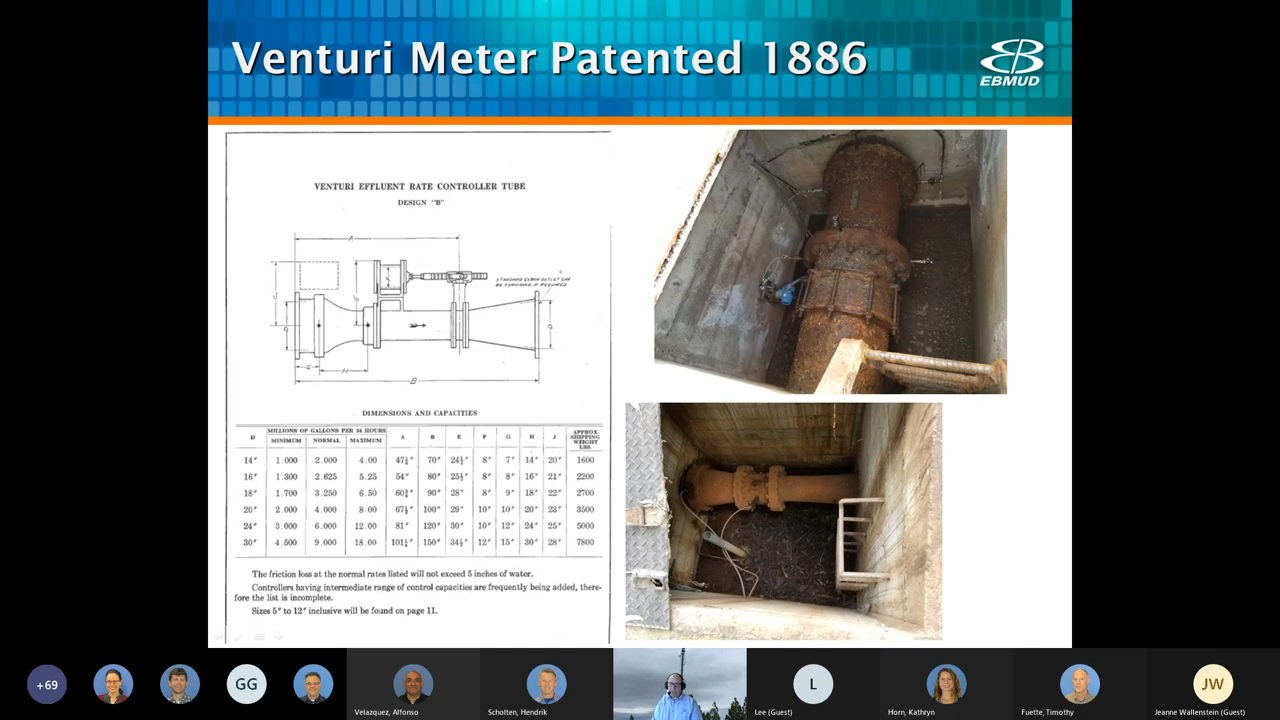 Venturi Meter Patented 1886
EBMUD
VENTURI EFFLUENT RATE CONTROLLER TUBE
DESIGN "B"
A
STANDARD ELBOW OUTLET CAN
BE FURNISHED IF REQUIRED
D
D
G
H
B
DIMENSIONS AND CAPACITIES
D MILLIONS OF GALLONS PER 24 HOURS A B E F G H J APPROX. SHIPPING WEIGHT LBS.
MINIMUM NORMAL MAXIMUM
14" 1.000 2.000 4.00 47½" 70" 24½" 8" 7" 14" 20" 1600
16" 1.300 2.625 5.25 54" 80" 25½" 8" 8" 16" 21" 2200
18" 1.700 3.250 6.50 60¾" 90" 28" 8" 9" 18" 22" 2700
20" 2.000 4.000 8.00 67½" 100" 29" 10" 10" 20" 23" 3500
24" 3.000 6.000 12.00 81" 120" 30" 10" 12" 24" 25" 5000
30" 4.500 9.000 18.00 101¼" 150" 34½" 12" 15" 30" 28" 7800
The friction loss at the normal rates listed will not exceed 5 inches of water.
Controllers having intermediate range of control capacities are frequently being added, there-
fore the list is incomplete.
Sizes 5" to 12" inclusive will be found on page 11.
+69
GG
Velazquez, Alfonso
Scholten, Hendrik
L
Lee (Guest)
Horn, Kathryn
Fuette, Timothy
JW
Jeanne Wallenstein (Guest)